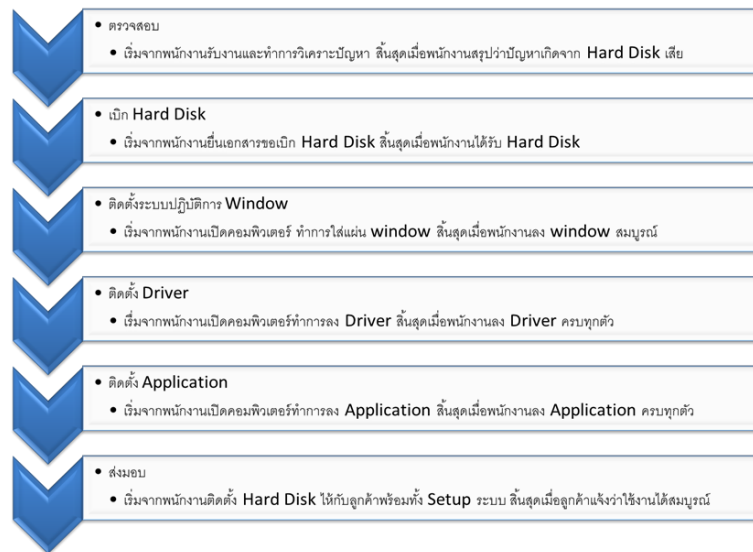 • ตรวจสอบ
• เริ่มจากพนักงานรับงานและทำการวิเคราะปัญหา สิ้นสุดเมื่อพนักงานสรุปว่าปัญหาเกิดจาก Hard Disk เสีย
• เบิก Hard Disk
• เริ่มจากพนักงานยื่นเอกสารขอเบิก Hard Disk สิ้นสุดเมื่อพนักงานได้รับ Hard Disk
• ติดตั้งระบบปฏิบัติการ Window
• เริ่มจากพนักงานเปิดคอมพิวเตอร์ ทำการใส่แผ่น window สิ้นสุดเมื่อพนักงานลง window สมบูรณ์
• ติดตั้ง Driver
• เริ่มจากพนักงานเปิดคอมพิวเตอร์ทำการลง Driver สิ้นสุดเมื่อพนักงานลง Driver ครบทุกตัว
• ติดตั้ง Application
• เริ่มจากพนักงานเปิดคอมพิวเตอร์ทำการลง Application สิ้นสุดเมื่อพนักงานลง Application ครบทุกตัว
• ส่งมอบ
• เริ่มจากพนักงานติดตั้ง Hard Disk ให้กับลูกค้าพร้อมทั้ง Setup ระบบ สิ้นสุดเมื่อลูกค้าแจ้งว่าใช้งานได้สมบูรณ์